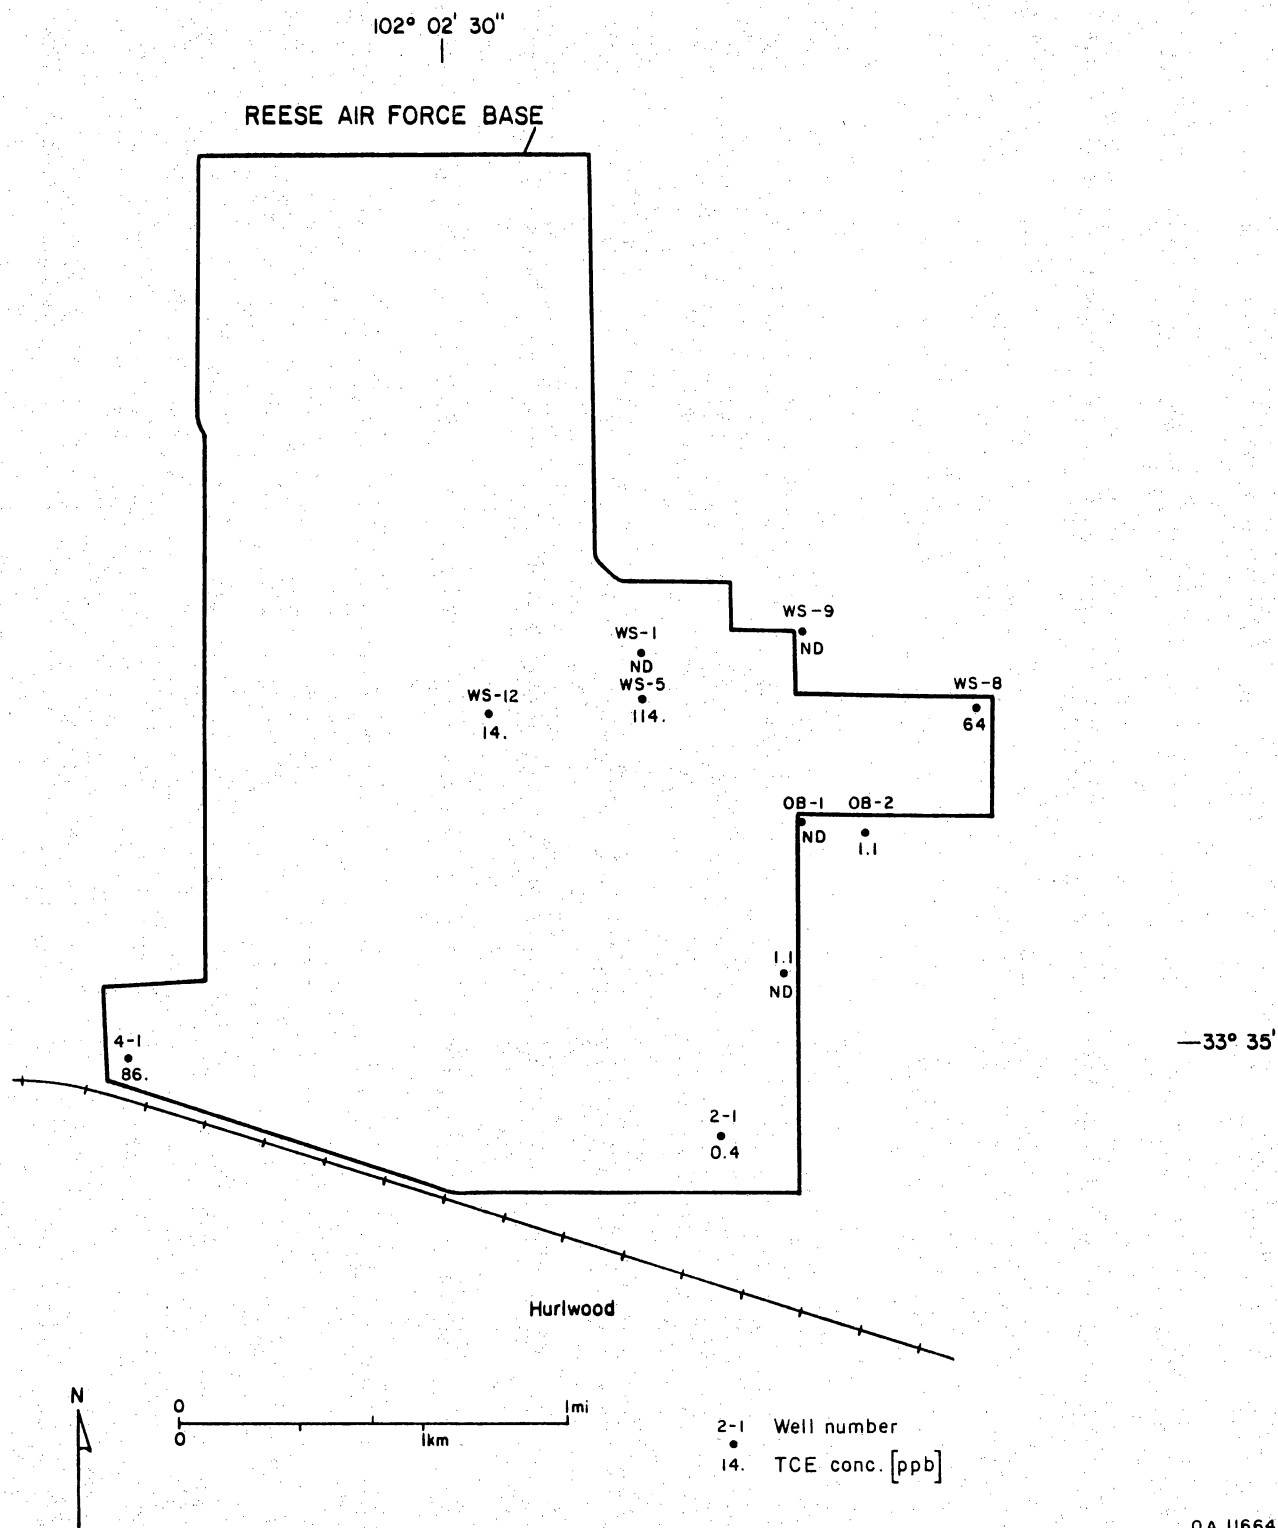 102° 02' 30"
REESE AIR FORCE BASE
WS-9
ND
WS-1
ND
WS-5
114.
WS-12
14.
WS-8
64
OB-1
ND
OB-2
1.1
1.1
ND
33° 35'
4-1
86.
2-1
0.4
Hurlwood
N
0 1mi
0 1km
2-1 Well number
14. TCE conc. [ppb]
QA 11664